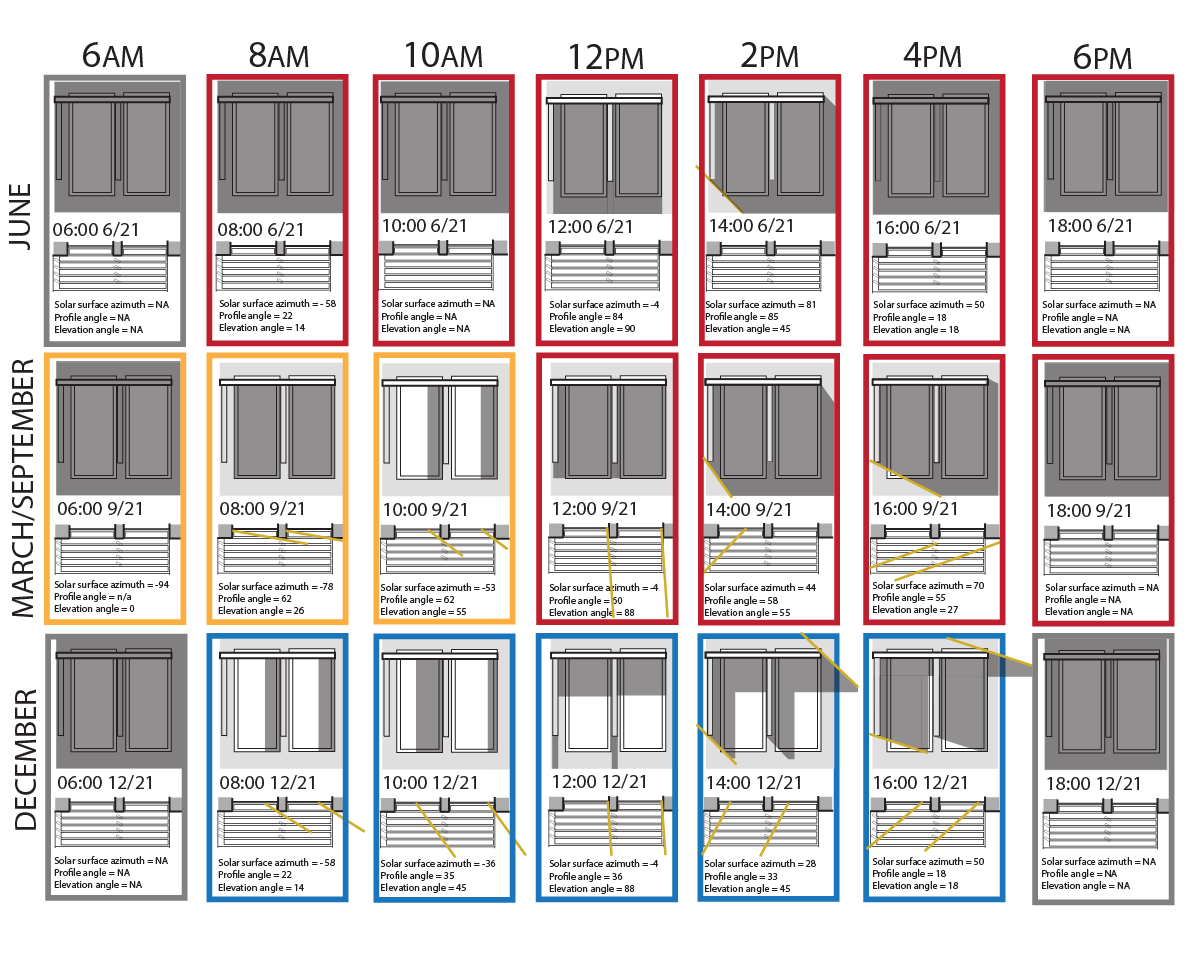 6AM
8AM
10AM
12PM
2PM
4PM
6PM
JUNE
06:00 6/21
Solar surface azimuth = NA
Profile angle = NA
Elevation angle = NA
08:00 6/21
Solar surface azimuth = - 58
Profile angle = 22
Elevation angle = 14
10:00 6/21
Solar surface azimuth = NA
Profile angle = NA
Elevation angle = NA
12:00 6/21
Solar surface azimuth = -4
Profile angle = 84
Elevation angle = 90
14:00 6/21
Solar surface azimuth = 81
Profile angle = 85
Elevation angle = 45
16:00 6/21
Solar surface azimuth = 50
Profile angle = 18
Elevation angle = 18
18:00 6/21
Solar surface azimuth = NA
Profile angle = NA
Elevation angle = NA
MARCH/SEPTEMBER
06:00 9/21
Solar surface azimuth = -94
Profile angle = n/a
Elevation angle = 0
08:00 9/21
Solar surface azimuth = -78
Profile angle = 62
Elevation angle = 26
10:00 9/21
Solar surface azimuth = -53
Profile angle = 62
Elevation angle = 55
12:00 9/21
Solar surface azimuth = -4
Profile angle = 60
Elevation angle = 88
14:00 9/21
Solar surface azimuth = 44
Profile angle = 58
Elevation angle = 55
16:00 9/21
Solar surface azimuth = 70
Profile angle = 55
Elevation angle = 27
18:00 9/21
Solar surface azimuth = NA
Profile angle = NA
Elevation angle = NA
DECEMBER
06:00 12/21
Solar surface azimuth = NA
Profile angle = NA
Elevation angle = NA
08:00 12/21
Solar surface azimuth = -58
Profile angle = 22
Elevation angle = 14
10:00 12/21
Solar surface azimuth = -36
Profile angle = 35
Elevation angle = 45
12:00 12/21
Solar surface azimuth = -4
Profile angle = 36
Elevation angle = 88
14:00 12/21
Solar surface azimuth = 28
Profile angle = 33
Elevation angle = 45
16:00 12/21
Solar surface azimuth = 50
Profile angle = 18
Elevation angle = 18
18:00 12/21
Solar surface azimuth = NA
Profile angle = NA
Elevation angle = NA